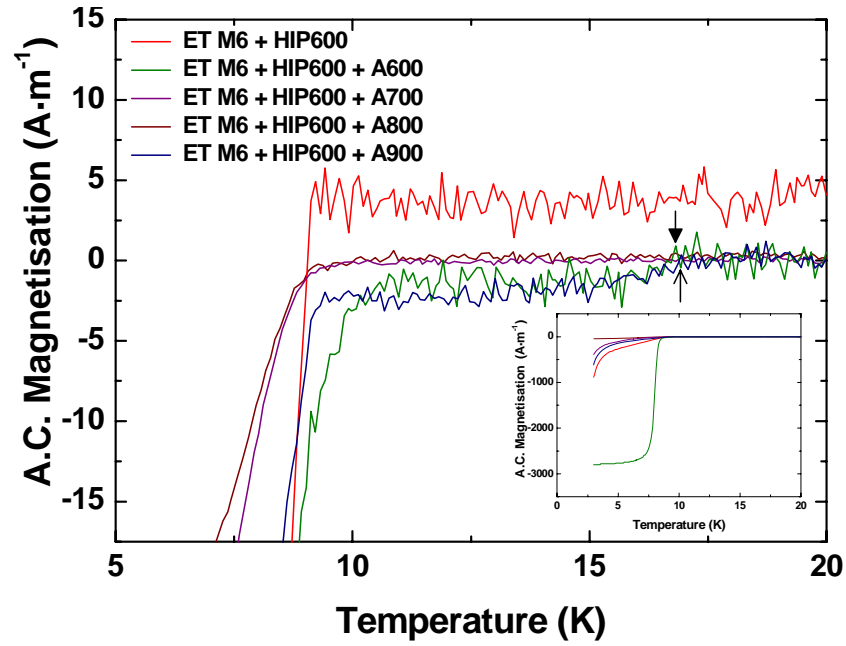 15
10
5
0
-5
-10
-15
5
10
15
20
A.C. Magnetisation (A·m⁻¹)
Temperature (K)
ET M6 + HIP600
ET M6 + HIP600 + A600
ET M6 + HIP600 + A700
ET M6 + HIP600 + A800
ET M6 + HIP600 + A900
0
-1000
-2000
-3000
0
5
10
15
20
A.C. Magnetisation (A·m⁻¹)
Temperature (K)